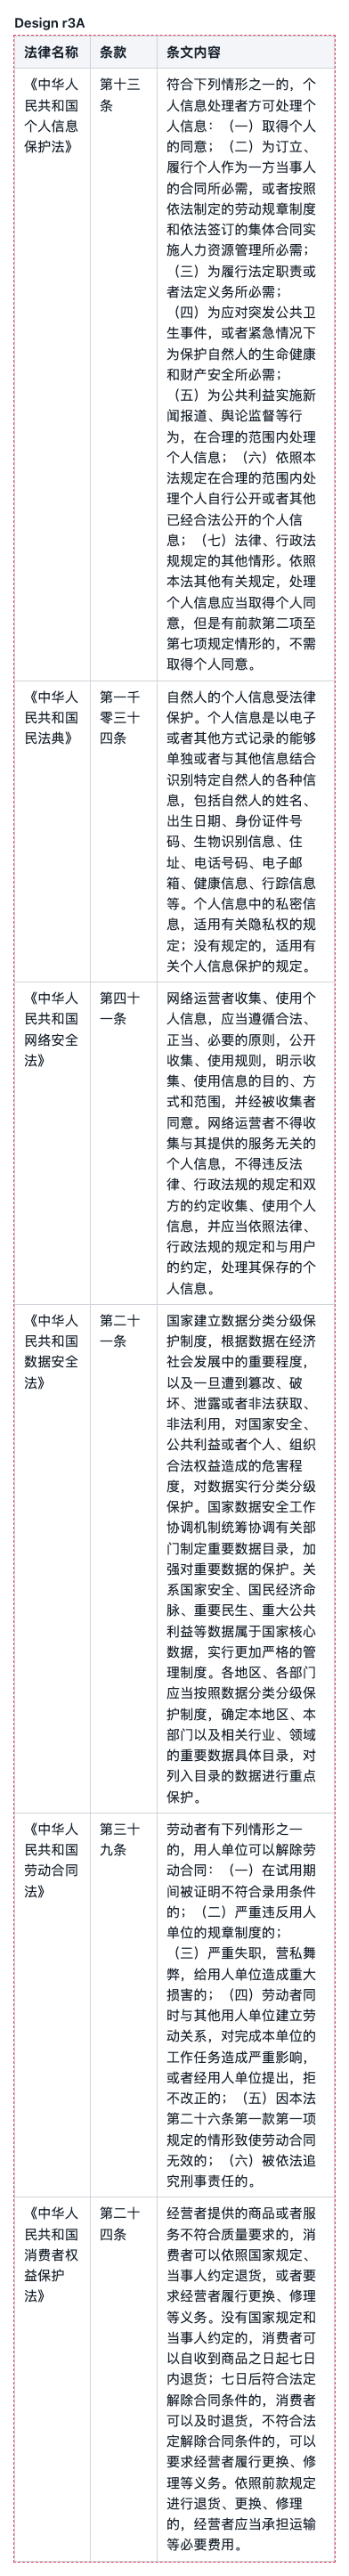 Design r3A
法律名称 条款 条文内容
《中华人 第十三 符合下列情形之一的，个
民共和国 条 人信息处理者方可处理个
个人信息 人信息：（一）取得个人
保护法》 的同意；（二）为订立、
履行个人作为一方当事人
的合同所必需，或者按照
依法制定的劳动规章制度
和依法签订的集体合同实
施人力资源管理所必需；
（三）为履行法定职责或
者法定义务所必需；
（四）为应对突发公共卫
生事件，或者紧急情况下
为保护自然人的生命健康
和财产安全所必需；
（五）为公共利益实施新
闻报道、舆论监督等行
为，在合理的范围内处理
个人信息；（六）依照本
法规定在合理的范围内处
理个人自行公开或者其他
已经合法公开的个人信
息；（七）法律、行政法
规规定的其他情形。依照
本法其他有关规定，处理
个人信息应当取得个人同
意，但是有前款第二项至
第七项规定情形的，不需
取得个人同意。
《中华人 第一千 自然人的个人信息受法律
民共和国 零三十 保护。个人信息是以电子
民法典》 四条 或者其他方式记录的能够
单独或者与其他信息结合
识别特定自然人的各种信
息，包括自然人的姓名、
出生日期、身份证件号
码、生物识别信息、住
址、电话号码、电子邮
箱、健康信息、行踪信息
等。个人信息中的私密信
息，适用有关隐私权的规
定；没有规定的，适用有
关个人信息保护的规定。
《中华人 第四十 网络运营者收集、使用个
民共和国 一条 人信息，应当遵循合法、
网络安全 正当、必要的原则，公开
法》 收集、使用规则，明示收
集、使用信息的目的、方
式和范围，并经被收集者
同意。网络运营者不得收
集与其提供的服务无关的
个人信息，不得违反法
律、行政法规的规定和双
方的约定收集、使用个人
信息，并应当依照法律、
行政法规的规定和与用户
的约定，处理其保存的个
人信息。
《中华人 第二十 国家建立数据分类分级保
民共和国 一条 护制度，根据数据在经济
数据安全 社会发展中的重要程度，
法》 以及一旦遭到篡改、破
坏、泄露或者非法获取、
非法利用，对国家安全、
公共利益或者个人、组织
合法权益造成的危害程
度，对数据实行分类分级
保护。国家数据安全工作
协调机制统筹协调有关部
门制定重要数据目录，加
强对重要数据的保护。关
系国家安全、国民经济命
脉、重要民生、重大公共
利益等数据属于国家核心
数据，实行更加严格的管
理制度。各地区、各部门
应当按照数据分类分级保
护制度，确定本地区、本
部门以及相关行业、领域
的重要数据具体目录，对
列入目录的数据进行重点
保护。
《中华人 第三十 劳动者有下列情形之一
民共和国 九条 的，用人单位可以解除劳
劳动合同 动合同：（一）在试用期
法》 间被证明不符合录用条件
的；（二）严重违反用人
单位的规章制度的；
（三）严重失职，营私舞
弊，给用人单位造成重大
损害的；（四）劳动者同
时与其他用人单位建立劳
动关系，对完成本单位的
工作任务造成严重影响，
或者经用人单位提出，拒
不改正的；（五）因本法
第二十六条第一款第一项
规定的情形致使劳动合同
无效的；（六）被依法追
究刑事责任的。
《中华人 第二十 经营者提供的商品或者服
民共和国 四条 务不符合质量要求的，消
消费者权 费者可以依照国家规定、
益保护 当事人约定退货，或者要
法》 求经营者履行更换、修理
等义务。没有国家规定和
当事人约定的，消费者可
以自收到商品之日起七日
内退货；七日后符合法定
解除合同条件的，消费者
可以及时退货，不符合法
定解除合同条件的，可以
要求经营者履行更换、修
理等义务。依照前款规定
进行退货、更换、修理
的，经营者应当承担运输
等必要费用。